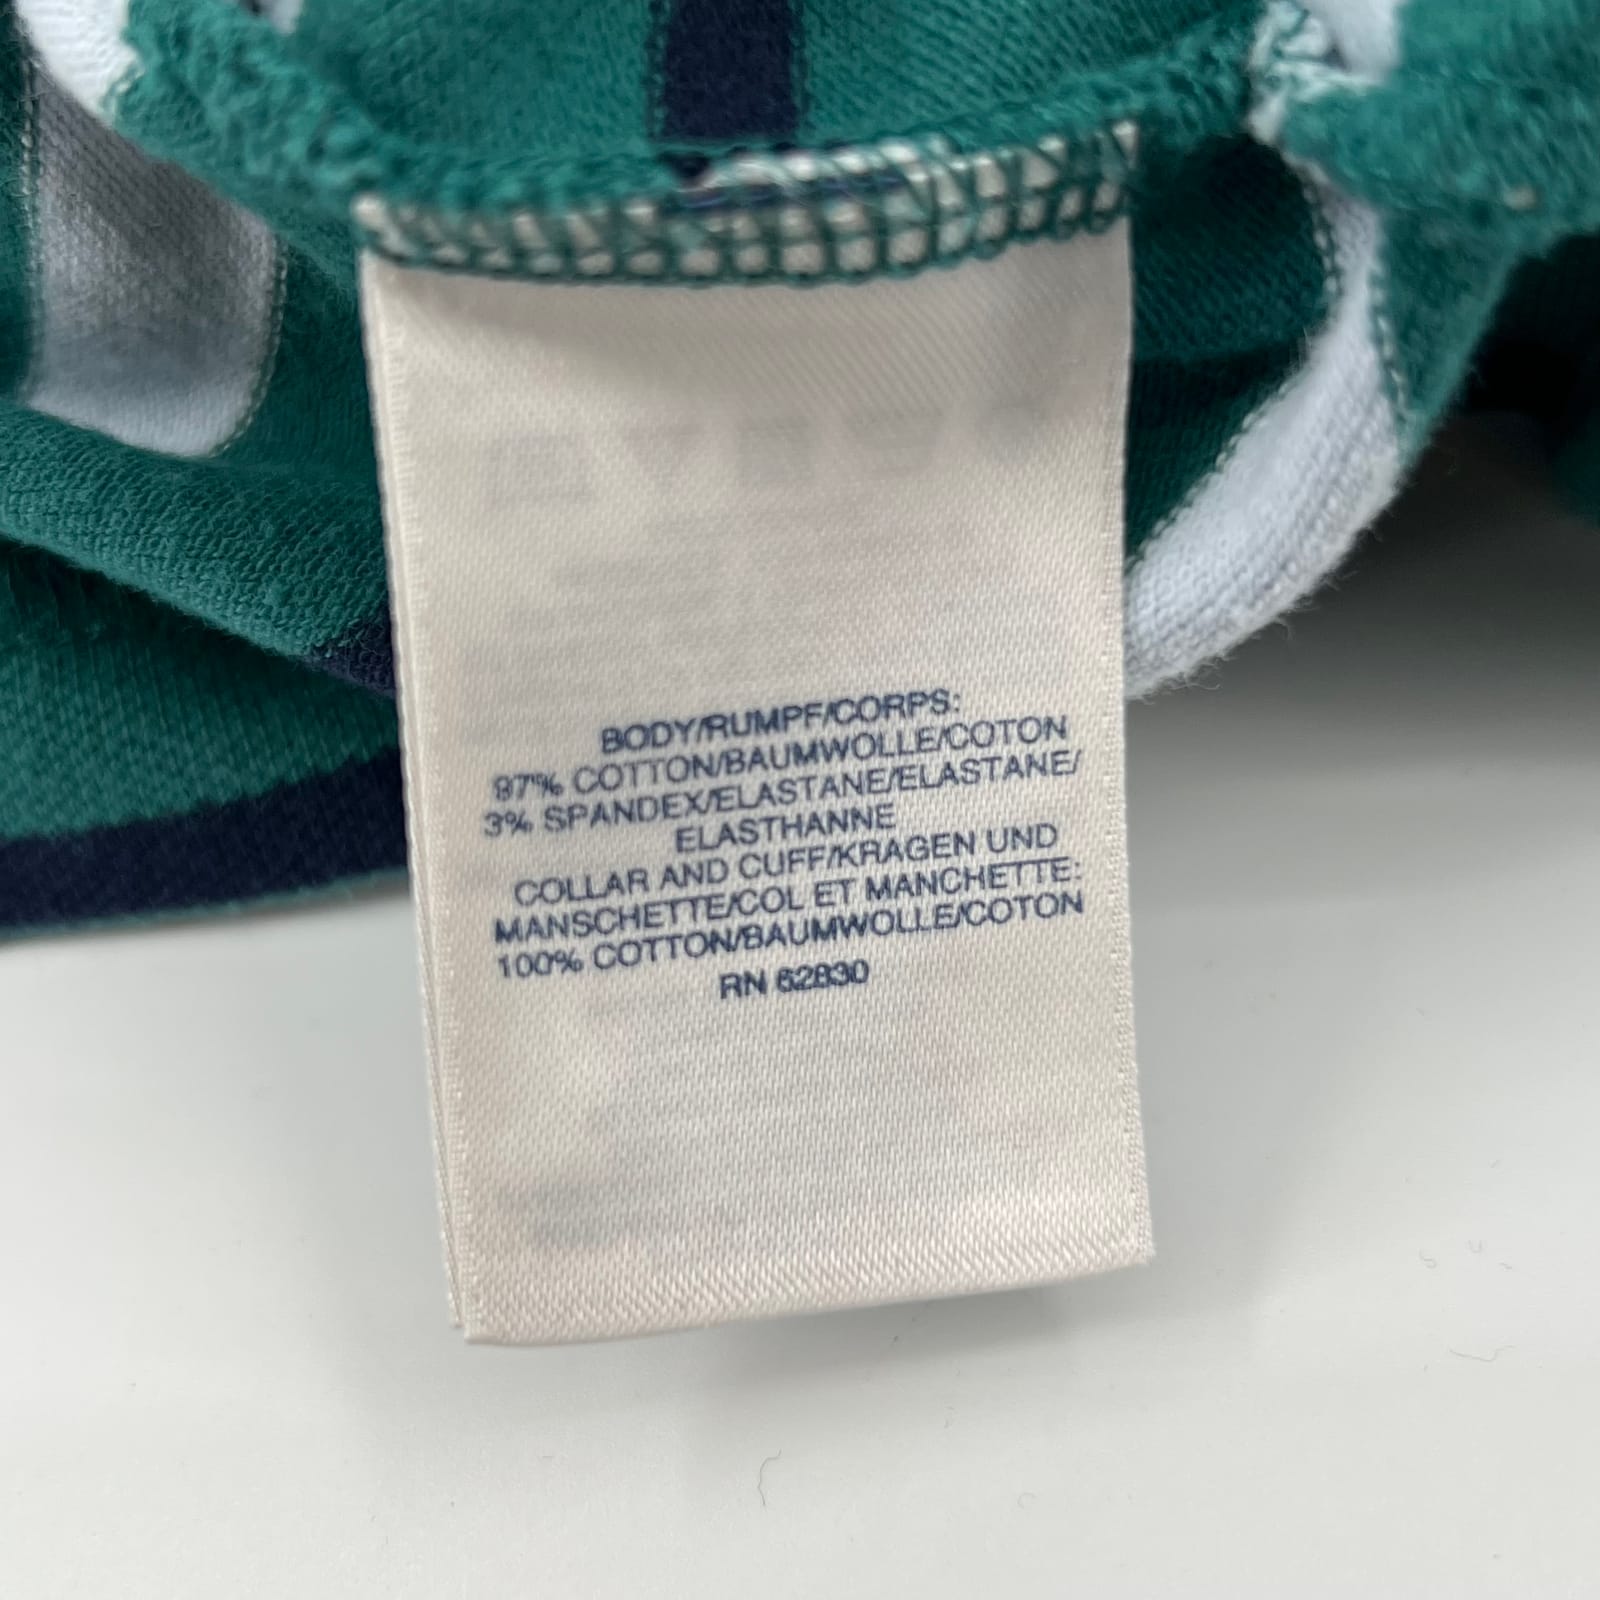 BODY/RUMPF/CORPS:
97% COTTON/BAUMWOLLE/COTON
3% SPANDEX/ELASTANE/ELASTANE/
ELASTHANNE
COLLAR AND CUFF/KRAGEN UND
MANSCHETTE/COL ET MANCHETTE:
100% COTTON/BAUMWOLLE/COTON
RN 62830